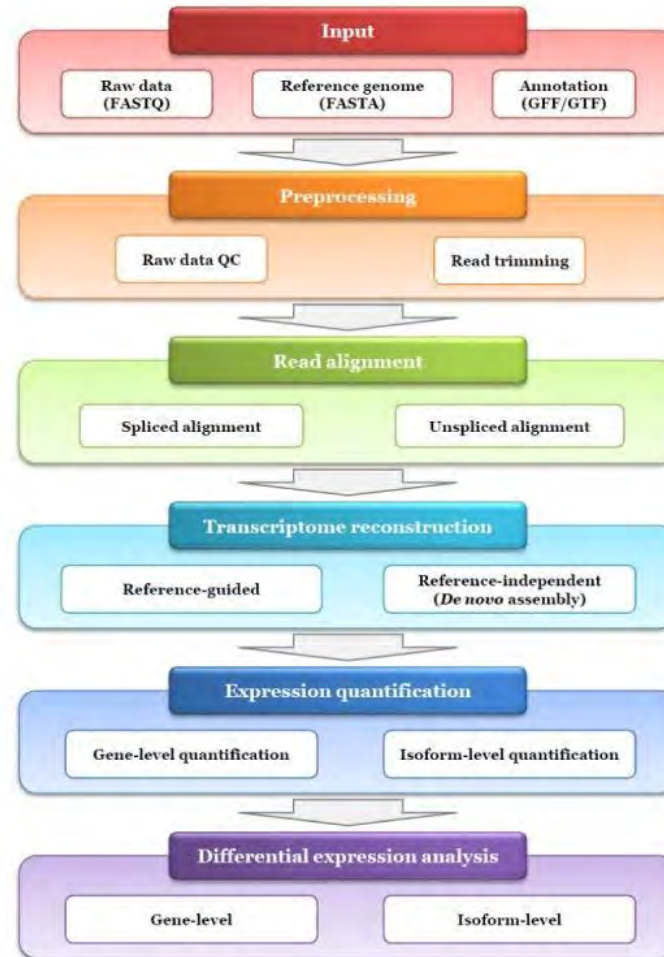 Input
Raw data
(FASTQ)
Reference genome
(FASTA)
Annotation
(GFF/GTF)
Preprocessing
Raw data QC
Read trimming
Read alignment
Spliced alignment
Unspliced alignment
Transcriptome reconstruction
Reference-guided
Reference-independent
(De novo assembly)
Expression quantification
Gene-level quantification
Isoform-level quantification
Differential expression analysis
Gene-level
Isoform-level